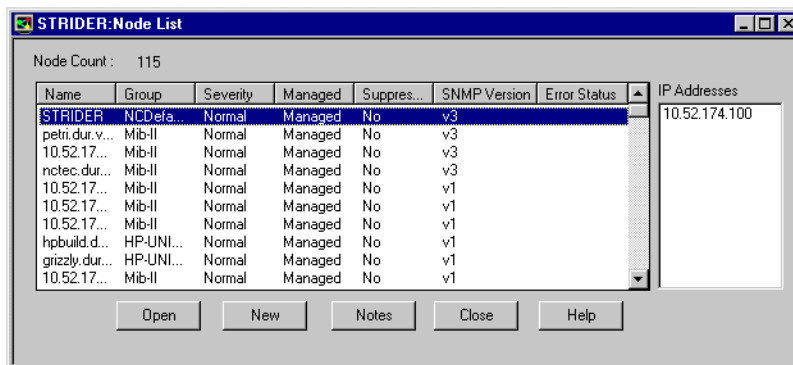 STRIDER:Node List
Node Count : 115
Name Group Severity Managed Suppres... SNMP Version Error Status IP Addresses
STRIDER NCDefa... Normal Managed No v3 10.52.174.100
petri.dur.v... Mib-II Normal Managed No v3
10.52.17... Mib-II Normal Managed No v3
nctec.dur... Mib-II Normal Managed No v3
10.52.17... Mib-II Normal Managed No v1
10.52.17... Mib-II Normal Managed No v1
10.52.17... Mib-II Normal Managed No v1
hpbuild.d... HP-UNI... Normal Managed No v1
grizzly.dur... HP-UNI... Normal Managed No v1
10.52.17... Mib-II Normal Managed No v1
Open New Notes Close Help